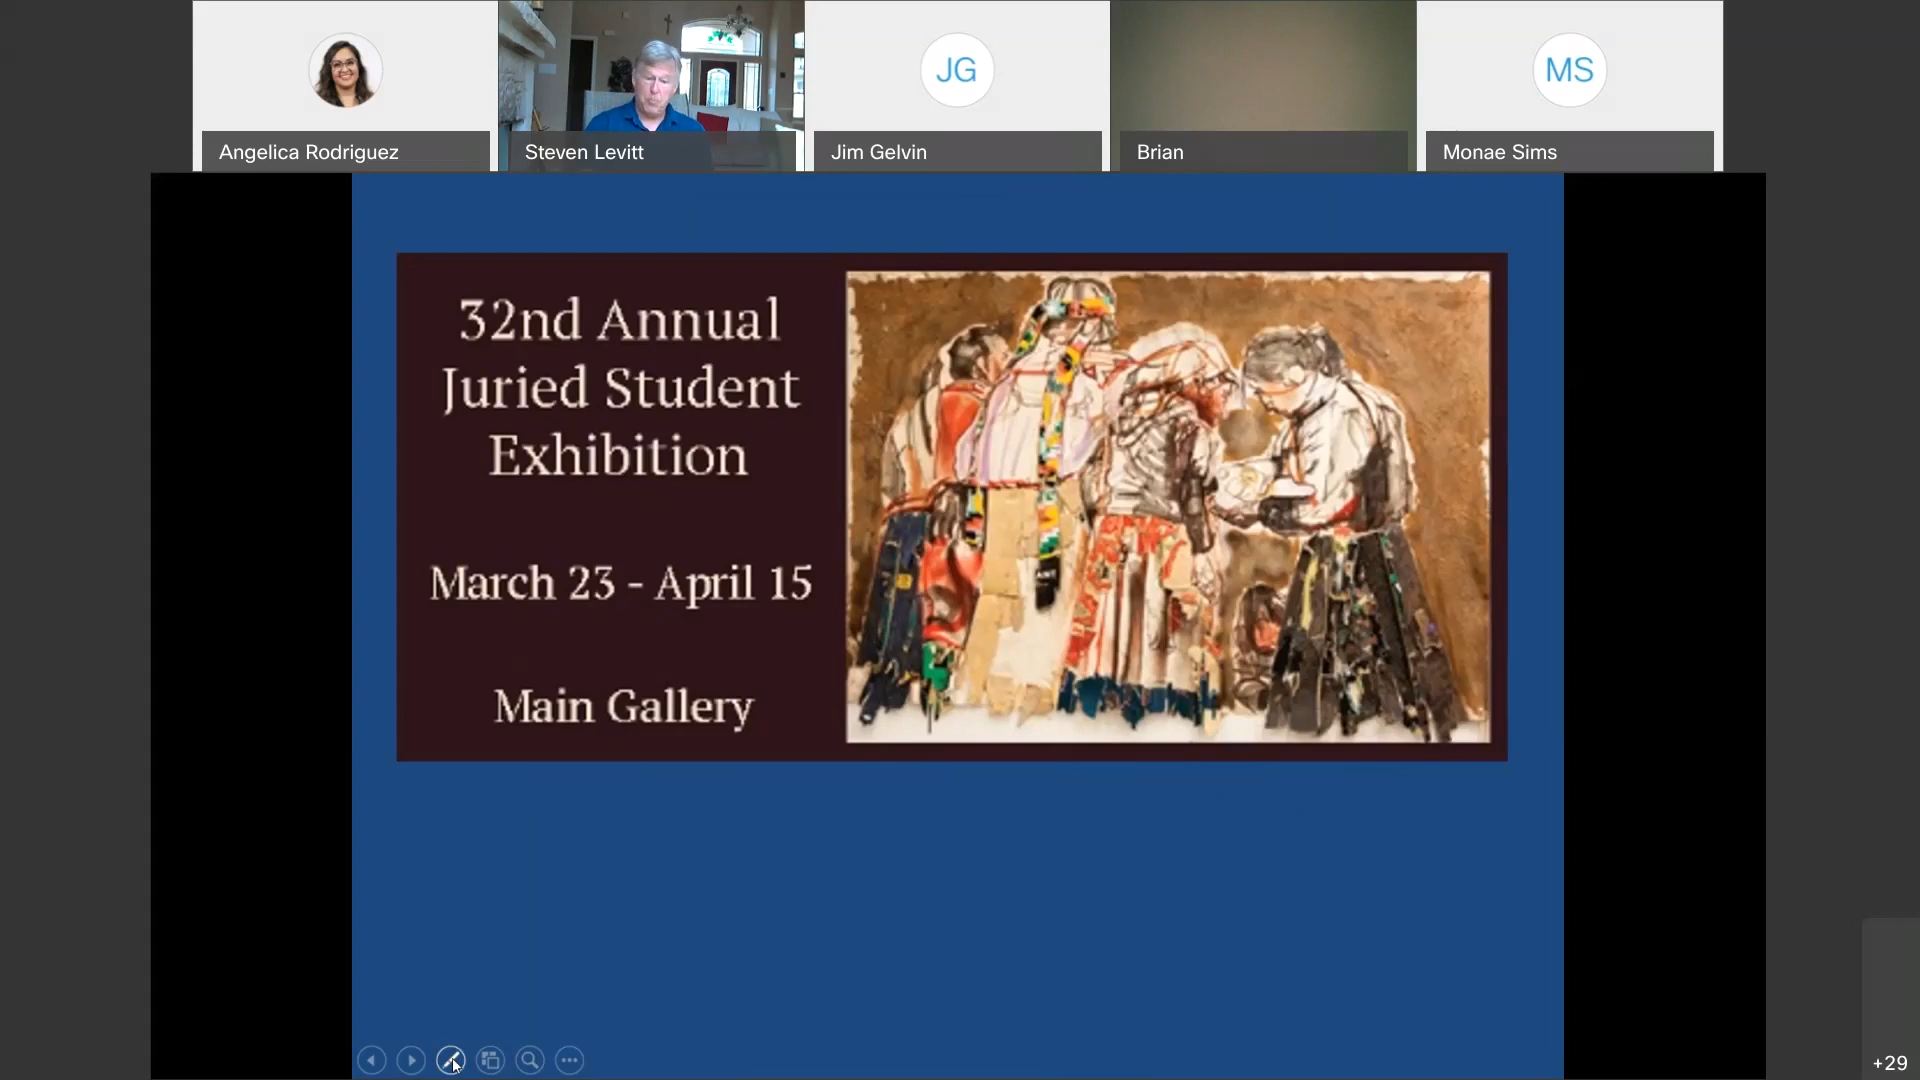 Angelica Rodriguez
Steven Levitt
JG
Jim Gelvin
Brian
MS
Monae Sims
32nd Annual
Juried Student
Exhibition
March 23 - April 15
Main Gallery
+29